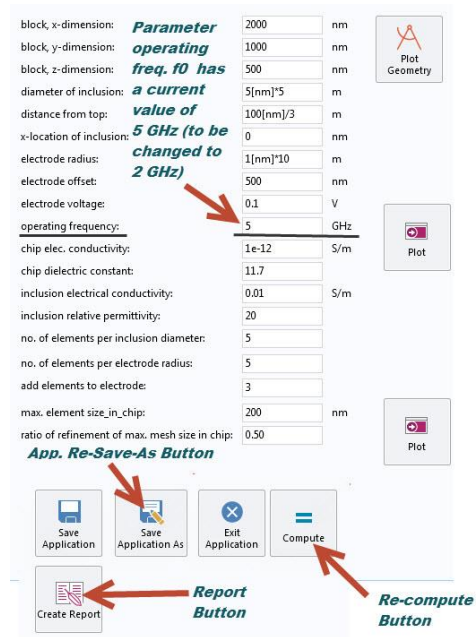 block, x-dimension: 2000 nm
block, y-dimension: 1000 nm
block, z-dimension: 500 nm
diameter of inclusion: 5[nm]*5 m
distance from top: 100[nm]/3 m
x-location of inclusion: 0 nm
electrode radius: 1[nm]*10 m
electrode offset: 500 nm
electrode voltage: 0.1 V
operating frequency: 5 GHz
chip elec. conductivity: 1e-12 S/m
chip dielectric constant: 11.7
inclusion electrical conductivity: 0.01 S/m
inclusion relative permittivity: 20
no. of elements per inclusion diameter: 5
no. of elements per electrode radius: 5
add elements to electrode: 3
max. element size_in_chip: 200 nm
ratio of refinement of max. mesh size in chip: 0.50
Parameter
operating
freq. f0 has
a current
value of
5 GHz (to be
changed to
2 GHz)
Plot
Geometry
Plot
Plot
App. Re-Save-As Button
Save
Application
Save
Application As
Exit
Application
Compute
Create Report
Report
Button
Re-compute
Button